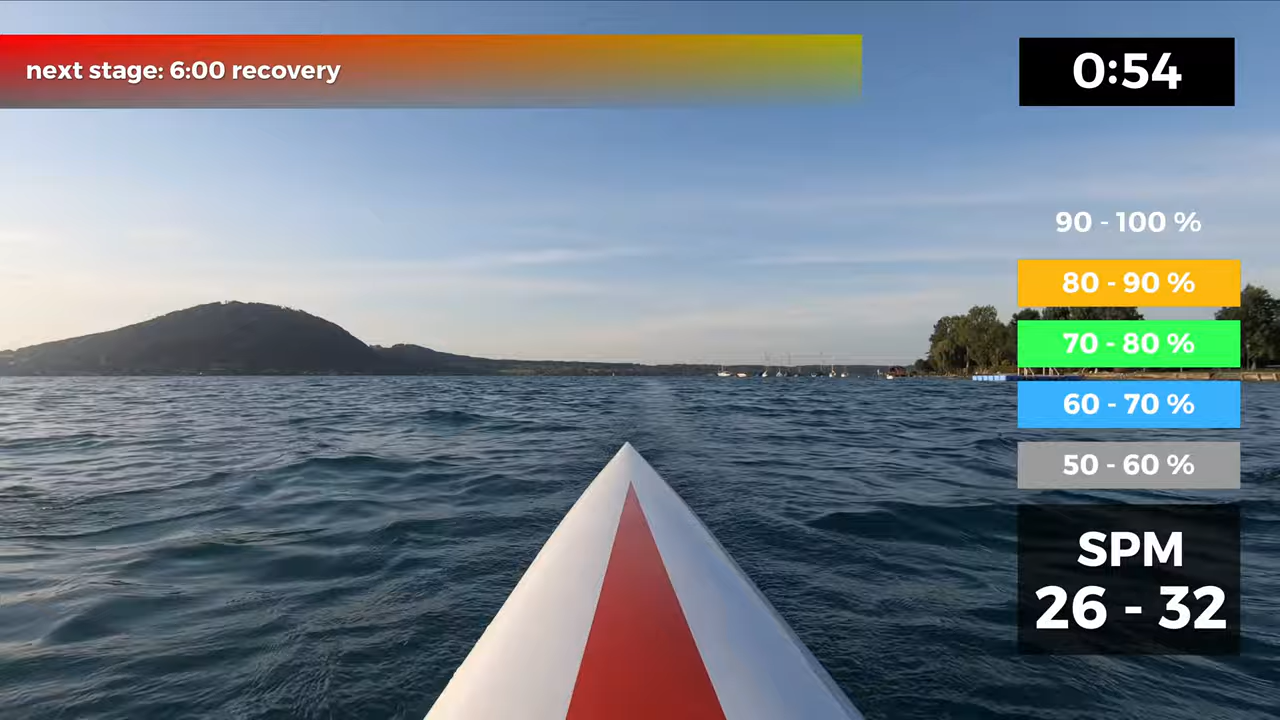 next stage: 6:00 recovery
0:54
90 - 100 %
80 - 90 %
70 - 80 %
60 - 70 %
50 - 60 %
SPM
26 - 32